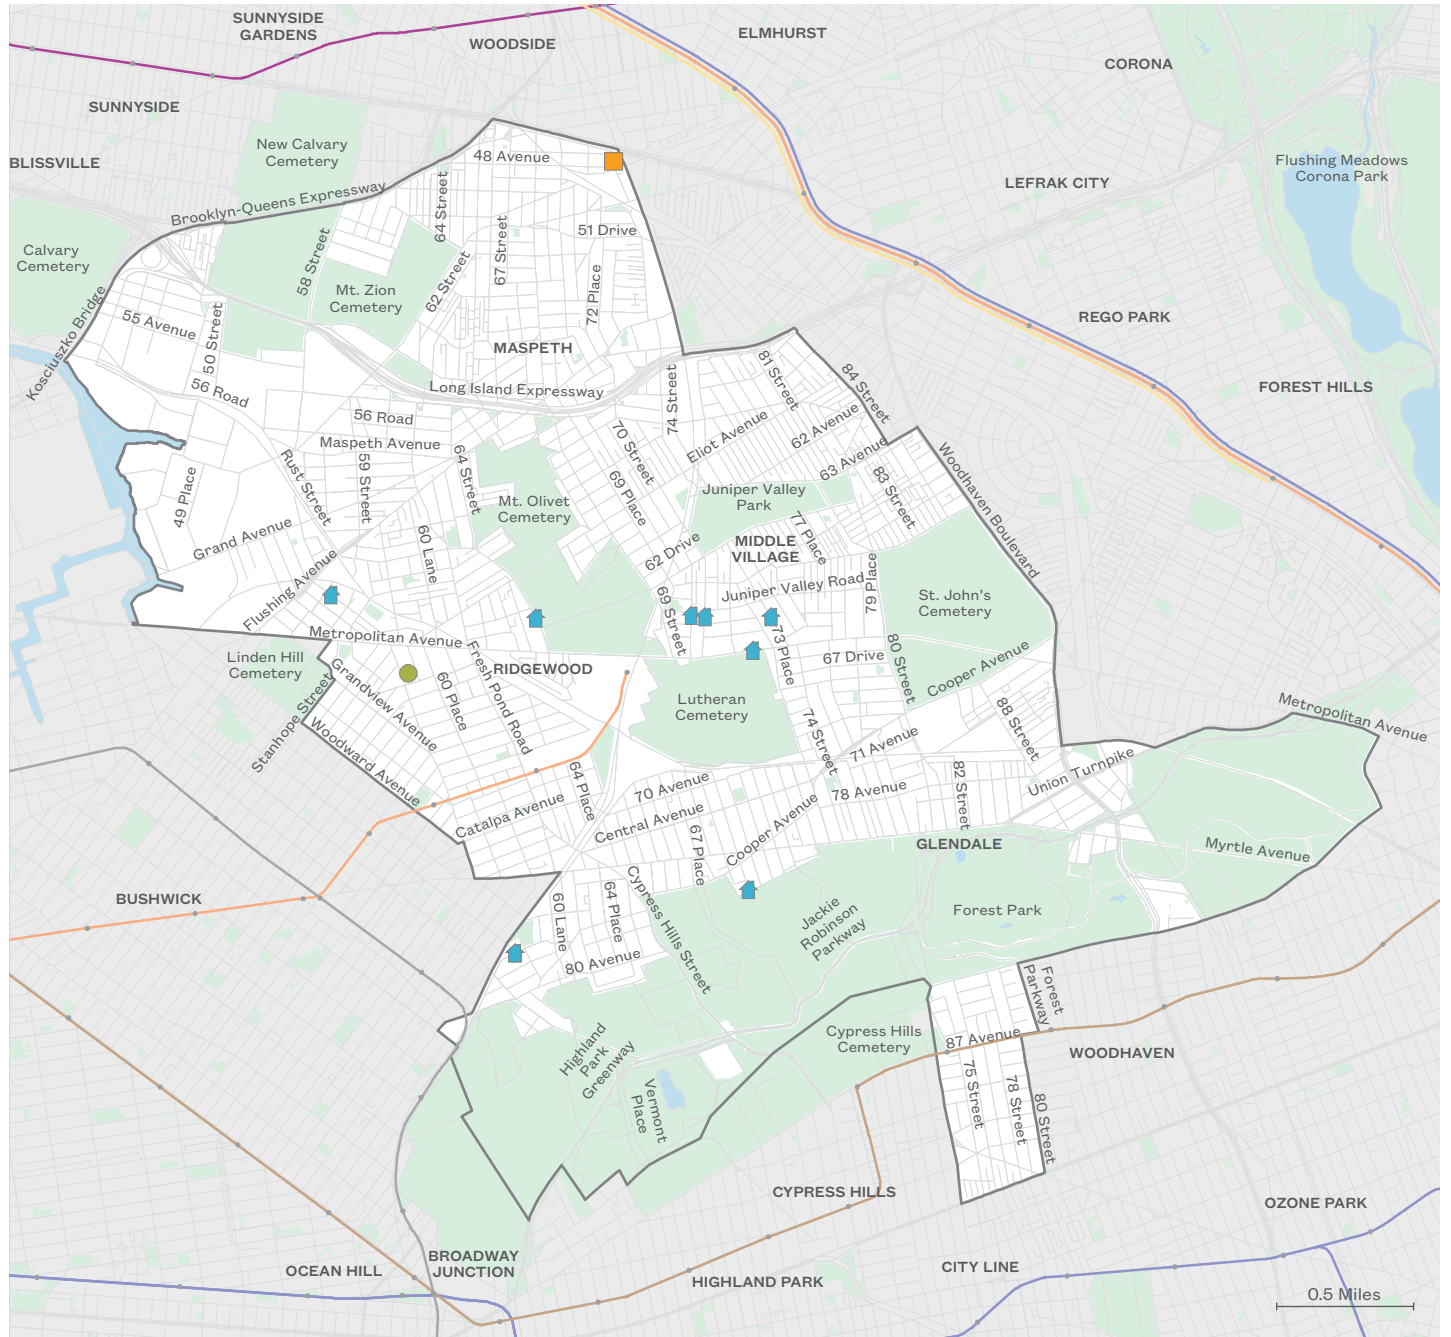 SUNNYSIDE
GARDENS
WOODSIDE
ELMHURST
CORONA
SUNNYSIDE
New Calvary
Cemetery
BLISSVILLE
48 Avenue
Flushing Meadows
Corona Park
LEFRAK CITY
Brooklyn-Queens Expressway
64 Street
51 Drive
67 Street
Calvary
Cemetery
58 Street
62 Street
Mt. Zion
Cemetery
72 Place
Kosciuszko Bridge
55 Avenue
50 Street
REGO PARK
MASPETH
Long Island Expressway
81 Street
84 Street
FOREST HILLS
56 Road
56 Road
74 Street
Maspeth Avenue
70 Street
Eliot Avenue
62 Avenue
63 Avenue
Rust Street
59 Street
64 Street
49 Place
69 Place
83 Street
Woodhaven Boulevard
Mt. Olivet
Cemetery
Juniper Valley
Park
Grand Avenue
60 Lane
77 Place
MIDDLE
VILLAGE
62 Drive
Flushing Avenue
Juniper Valley Road
79 Place
St. John's
Cemetery
69 Street
Metropolitan Avenue
73 Place
Linden Hill
Cemetery
RIDGEWOOD
67 Drive
80 Street
Cooper Avenue
Grandview Avenue
60 Place
Fresh Pond Road
Lutheran
Cemetery
Stanhope Street
Woodward Avenue
74 Street
71 Avenue
88 Street
Metropolitan Avenue
64 Place
70 Avenue
78 Avenue
82 Street
Union Turnpike
Catalpa Avenue
Central Avenue
67 Place
Cooper Avenue
GLENDALE
Myrtle Avenue
BUSHWICK
60 Lane
64 Place
Cypress Hills Street
Jackie
Robinson
Parkway
Forest Park
80 Avenue
Forest
Parkway
Highland
Park
Greenway
Cypress Hills
Cemetery
87 Avenue
WOODHAVEN
Vermont
Place
75 Street
78 Street
80 Street
CYPRESS HILLS
OZONE PARK
OCEAN HILL
BROADWAY
JUNCTION
HIGHLAND PARK
CITY LINE
0.5 Miles